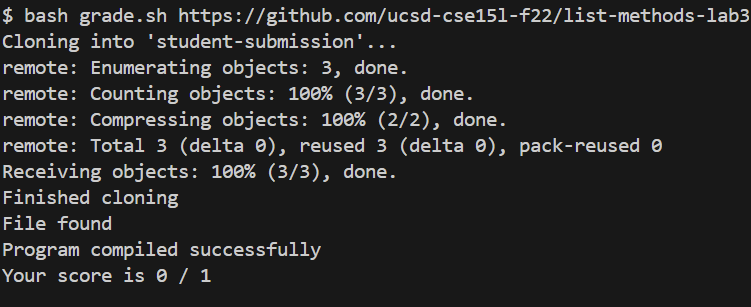 $ bash grade.sh https://github.com/ucsd-cse15l-f22/list-methods-lab3
Cloning into 'student-submission'...
remote: Enumerating objects: 3, done.
remote: Counting objects: 100% (3/3), done.
remote: Compressing objects: 100% (2/2), done.
remote: Total 3 (delta 0), reused 3 (delta 0), pack-reused 0
Receiving objects: 100% (3/3), done.
Finished cloning
File found
Program compiled successfully
Your score is 0 / 1